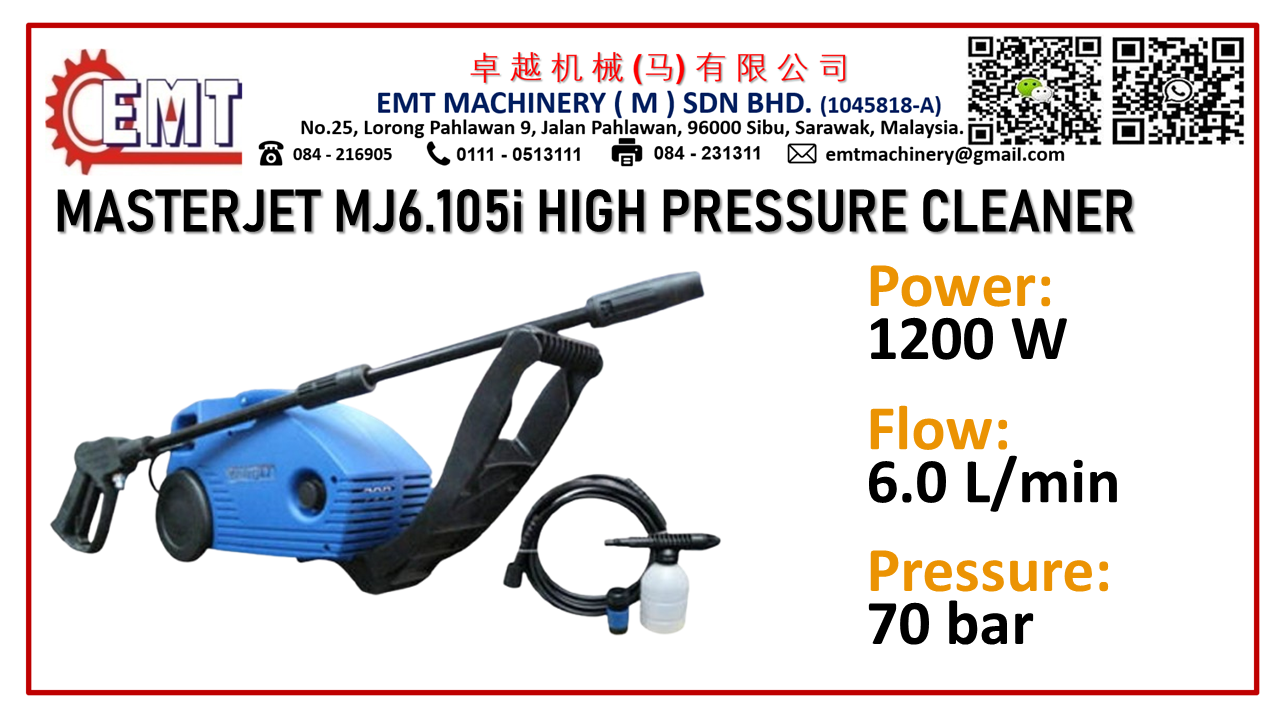 EMT
卓越机械(马)有限公司
EMT MACHINERY ( M ) SDN BHD. (1045818-A)
No.25, Lorong Pahlawan 9, Jalan Pahlawan, 96000 Sibu, Sarawak, Malaysia.
084 - 216905 0111 - 0513111 084 - 231311 emtmachinery@gmail.com
MASTERJET MJ6.105i HIGH PRESSURE CLEANER
Power:
1200 W
Flow:
6.0 L/min
Pressure:
70 bar